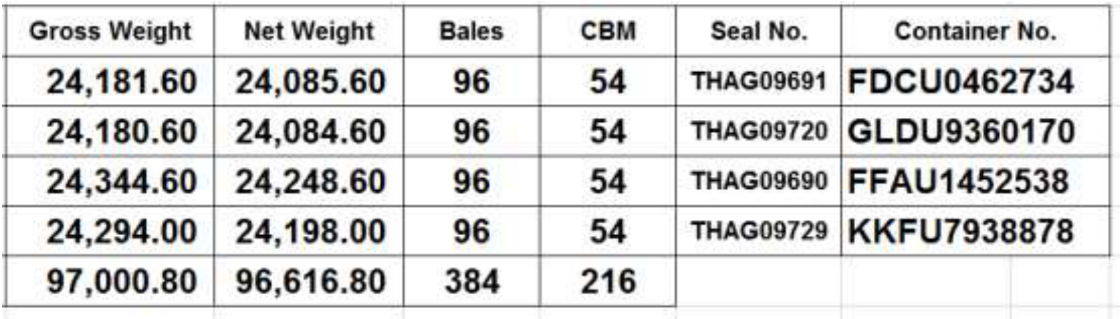 Gross Weight Net Weight Bales CBM Seal No. Container No.
24,181.60 24,085.60 96 54 THAG09691 FDCU0462734
24,180.60 24,084.60 96 54 THAG09720 GLDU9360170
24,344.60 24,248.60 96 54 THAG09690 FFAU1452538
24,294.00 24,198.00 96 54 THAG09729 KKFU7938878
97,000.80 96,616.80 384 216